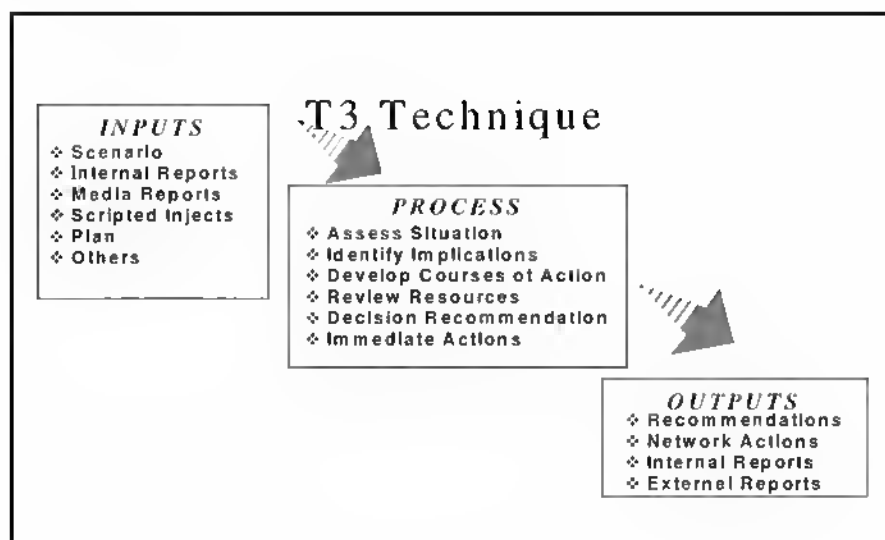 T3 Technique
INPUTS
❖ Scenario
❖ Internal Reports
❖ Media Reports
❖ Scripted Injects
❖ Plan
❖ Others
PROCESS
❖ Assess Situation
❖ Identify Implications
❖ Develop Courses of Action
❖ Review Resources
❖ Decision Recommendation
❖ Immediate Actions
OUTPUTS
❖ Recommendations
❖ Network Actions
❖ Internal Reports
❖ External Reports